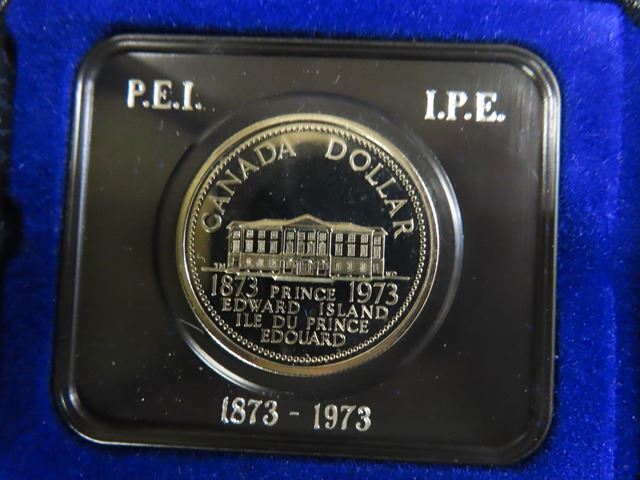 P.E.I. I.P.E.
CANADA DOLLAR
1873 PRINCE 1973
EDWARD ISLAND
ILE DU PRINCE
EDOUARD
1873 - 1973